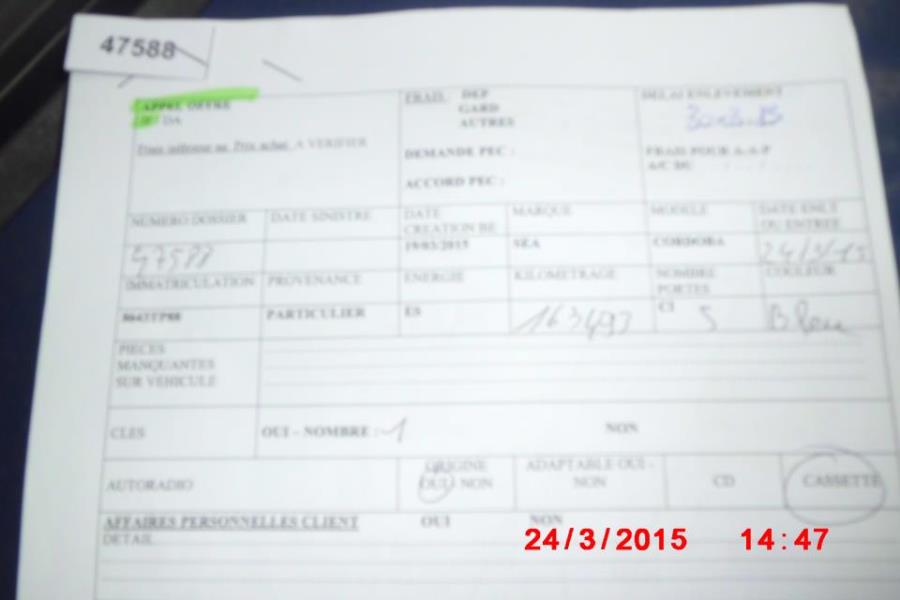 47588
APPEL OFFRE
DA
FRAIS: DEP
GARD
AUTRES
DELAI ENLEVEMENT
Prix achat A VERIFIER
DEMANDE PEC :
ACCORD PEC :
FRAIS POUR
A/C DU
NUMERO DOSSIER DATE SINISTRE DATE CREATION BE MARQUE MODELE DATE ENLT OU ENTREE
47588 19/03/2015 SEA CORDOBA 24/3/15
IMMATRICULATION PROVENANCE ENERGIE KILOMETRAGE NOMBRE PORTES COULEUR
PARTICULIER ES 163493 CI 5 Bleu
PIECES
MANQUANTES
SUR VEHICULE
CLES OUI - NOMBRE : 1 NON
AUTORADIO ORIGINE OUI / NON ADAPTABLE OUI - NON CD CASSETTE
AFFAIRES PERSONNELLES CLIENT OUI NON
DETAIL
24/3/2015 14:47